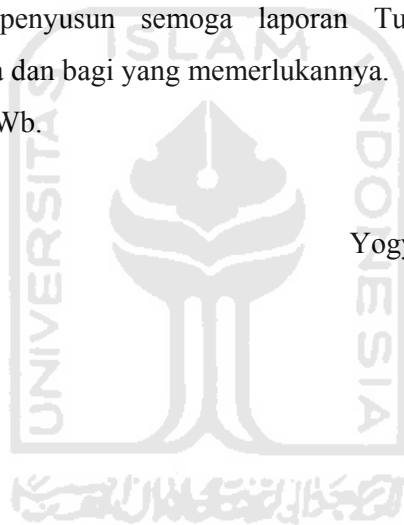 penyusun semoga laporan Tu
dan bagi yang memerlukannya.
Wb.
ISLAM
UNIVERSITAS
INDONESIA
Yogy